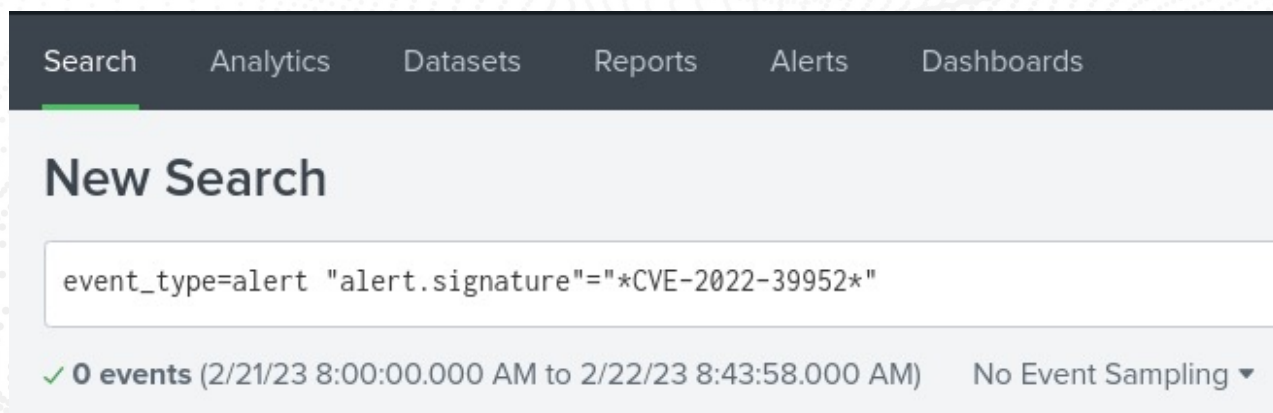 Search Analytics Datasets Reports Alerts Dashboards
New Search
event_type=alert "alert.signature"="*CVE-2022-39952*"
✓ 0 events (2/21/23 8:00:00.000 AM to 2/22/23 8:43:58.000 AM) No Event Sampling ▾